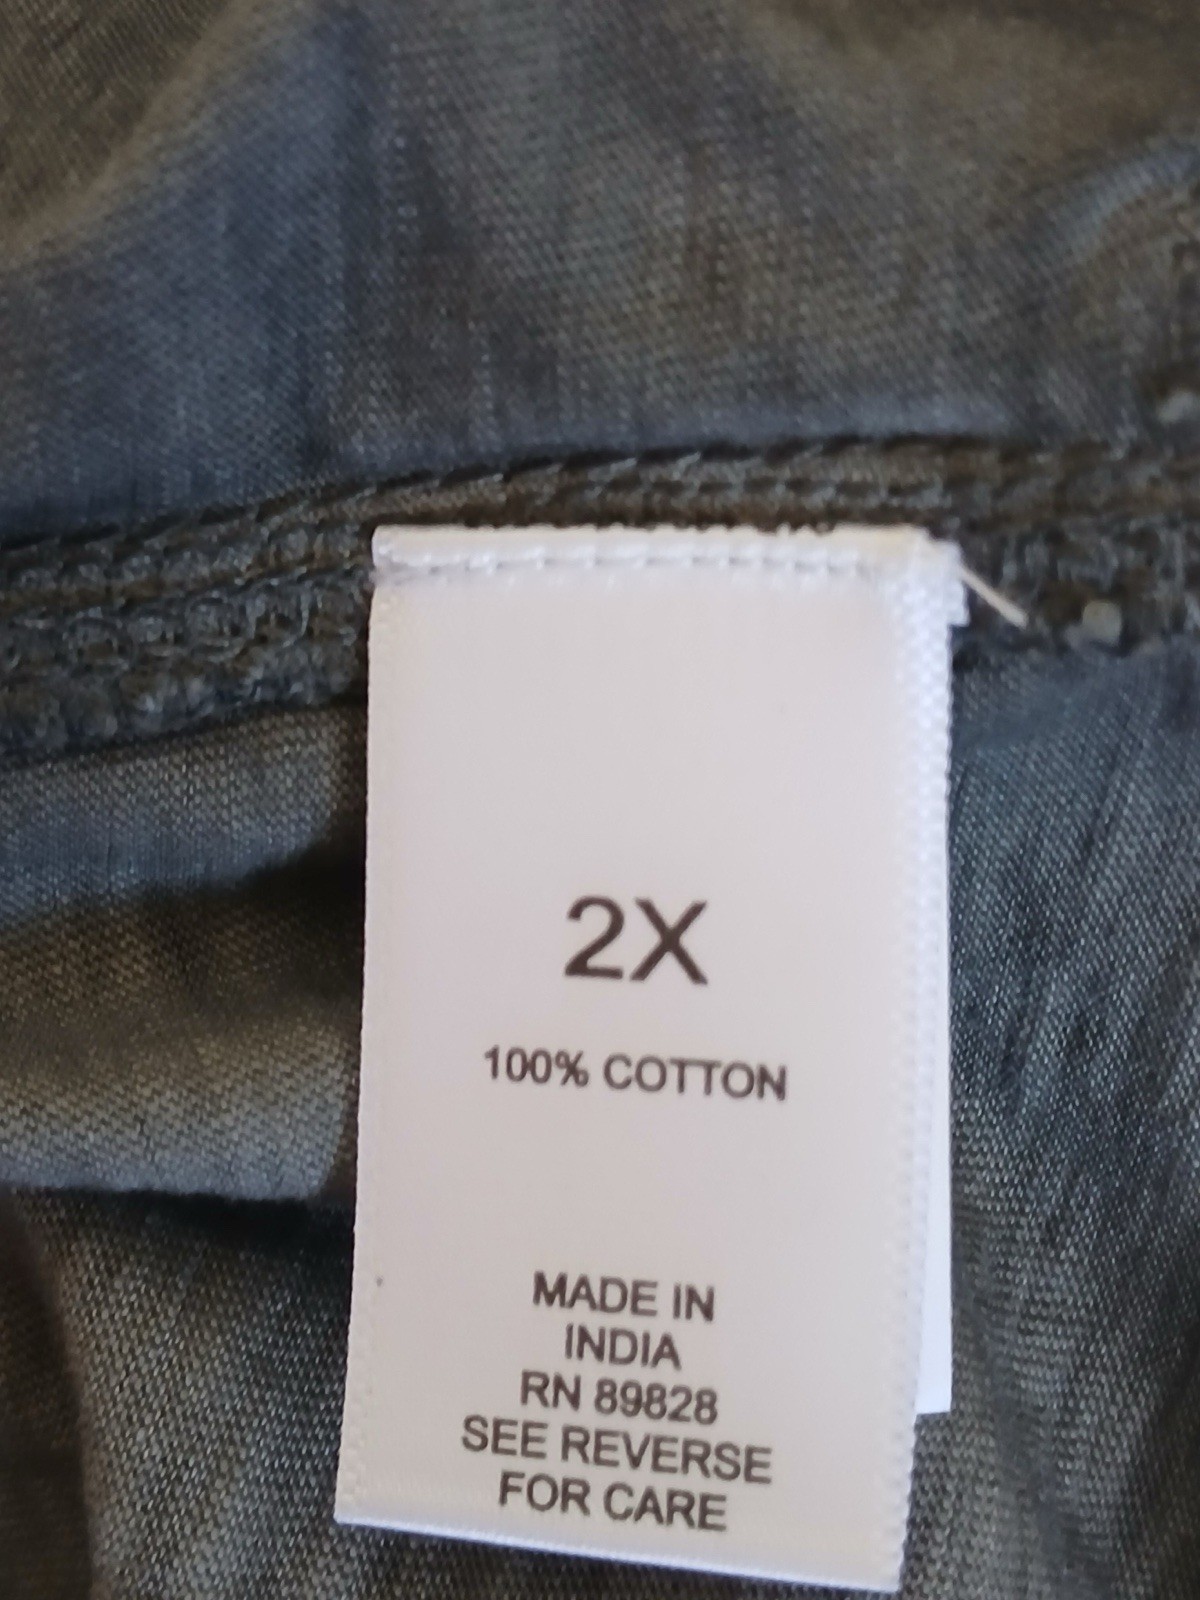 2X
100% COTTON
MADE IN
INDIA
RN 89828
SEE REVERSE
FOR CARE